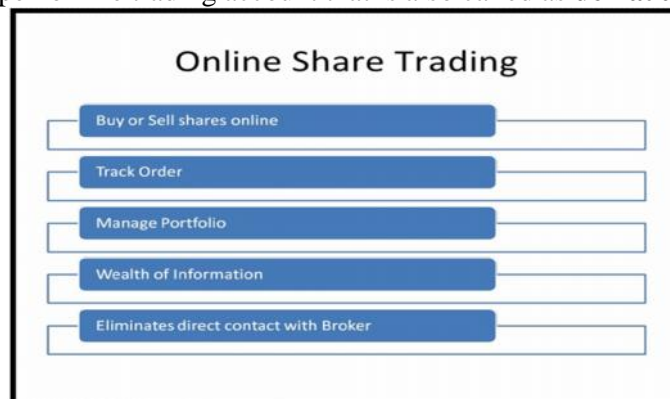 Online Share Trading
Buy or Sell shares online
Track Order
Manage Portfolio
Wealth of Information
Eliminates direct contact with Broker